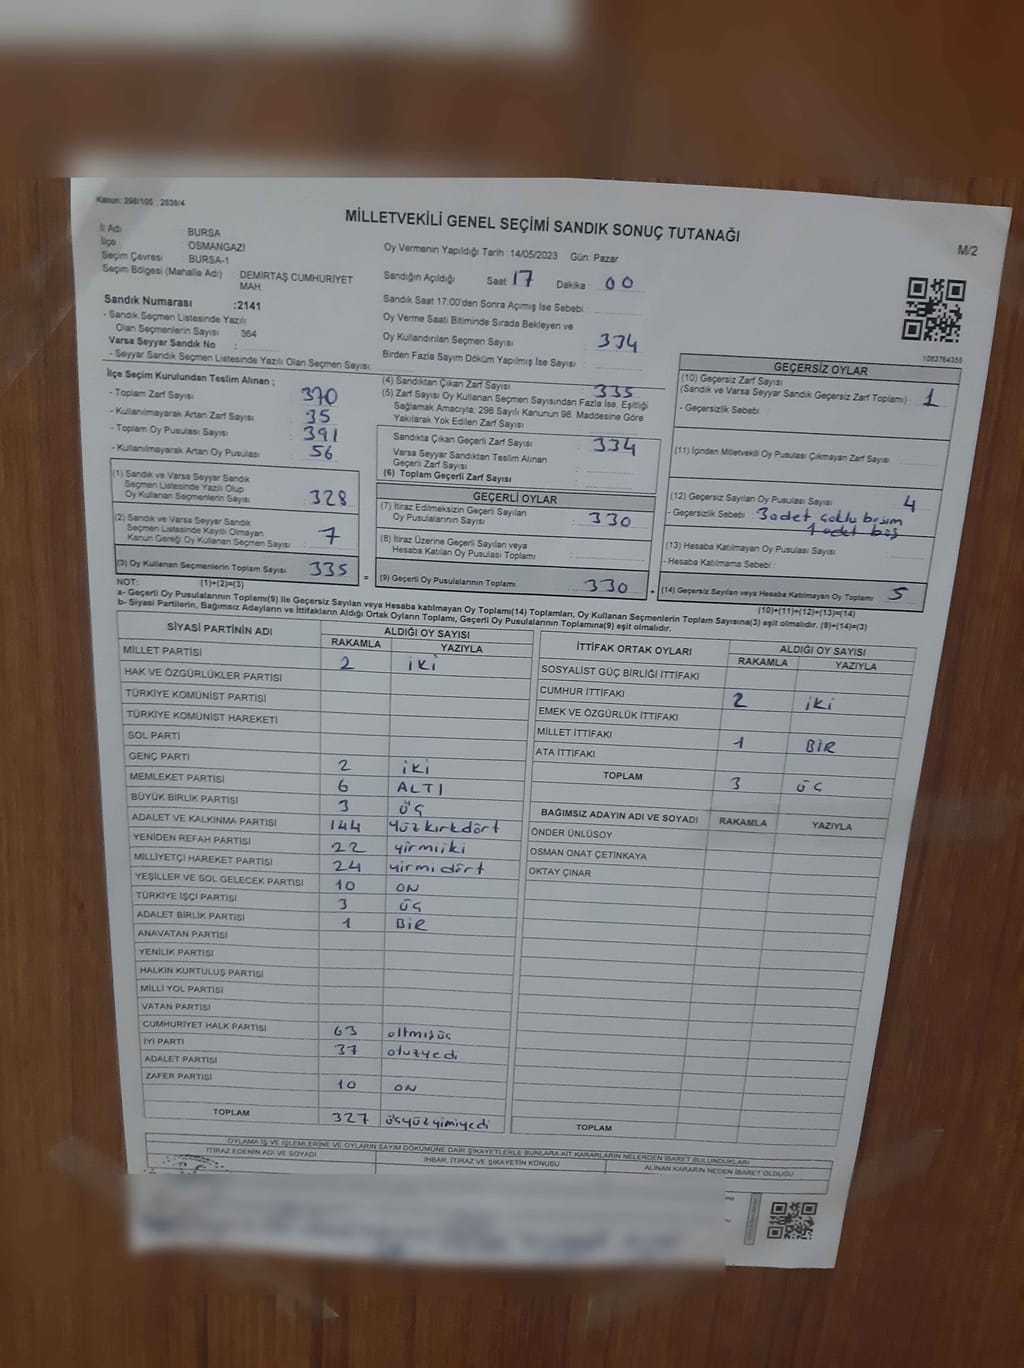 Kanun: 298/105 2839/4
MİLLETVEKİLİ GENEL SEÇİMİ SANDIK SONUÇ TUTANAĞI
M/2
İl Adı BURSA
İlçe OSMANGAZİ
Seçim Çevresi BURSA-1
Seçim Bölgesi (Mahalle Adı) : DEMİRTAŞ CUMHURİYET
MAH.
Sandık Numarası :2141
- Sandık Seçmen Listesinde Yazılı
Olan Seçmenlerin Sayısı : 364
Varsa Seyyar Sandık No :
- Seyyar Sandık Seçmen Listesinde Yazılı Olan Seçmen Sayısı:
Oy Vermenin Yapıldığı Tarih :14/05/2023 Gün: Pazar
Sandığın Açıldığı Saat 17 Dakika : 00
Sandık Saat 17:00'den Sonra Açımış İse Sebebi :
Oy Verme Saati Bitiminde Sırada Bekleyen ve
Oy Kullandırılan Seçmen Sayısı : 334
Birden Fazla Sayım Döküm Yapılmış İse Sayısı :
1063764355
İlçe Seçim Kurulundan Teslim Alınan ;
- Toplam Zarf Sayısı : 370
- Kullanılmayarak Artan Zarf Sayısı : 35
- Toplam Oy Pusulası Sayısı : 391
- Kullanılmayarak Artan Oy Pusulası : 56
(1) Sandık ve Varsa Seyyar Sandık
Seçmen Listesinde Yazılı Olup
Oy Kullanan Seçmenlerin Sayısı : 328
(2) Sandık ve Varsa Seyyar Sandık
Seçmen Listesinde Kayıtlı Olmayan
Kanun Gereği Oy Kullanan Seçmen Sayısı : 7
(3) Oy Kullanan Seçmenlerin Toplam Sayısı : 335
NOT: (1)+(2)=(3)
(4) Sandıktan Çıkan Zarf Sayısı : 335
(5) Zarf Sayısı Oy Kullanan Seçmen Sayısından Fazla İse, Eşitliği
Sağlamak Amacıyla, 298 Sayılı Kanunun 98. Maddesine Göre
Yakılarak Yok Edilen Zarf Sayısı :
Sandıkta Çıkan Geçerli Zarf Sayısı : 334
Varsa Seyyar Sandıktan Teslim Alınan
Geçerli Zarf Sayısı :
(6) Toplam Geçerli Zarf Sayısı :
GEÇERLİ OYLAR
(7) İtiraz Edilmeksizin Geçerli Sayılan
Oy Pusulalarının Sayısı : 330
(8) İtiraz Üzerine Geçerli Sayılan veya
Hesaba Katılan Oy Pusulası Toplamı :
= (9) Geçerli Oy Pusulalarının Toplamı : 330 +
GEÇERSİZ OYLAR
(10) Geçersiz Zarf Sayısı
(Sandık ve Varsa Seyyar Sandık Geçersiz Zarf Toplamı) : 1
- Geçersizlik Sebebi :
(11) İçinden Milletvekili Oy Pusulası Çıkmayan Zarf Sayısı :
(12) Geçersiz Sayılan Oy Pusulası Sayısı : 4
- Geçersizlik Sebebi : 3 adet çoklu basım
1 adet boş
(13) Hesaba Katılmayan Oy Pusulası Sayısı :
- Hesaba Katılmama Sebebi :
(14) Geçersiz Sayılan veya Hesaba Katılmayan Oy Toplamı : 5
(10)+(11)+(12)+(13)=(14)
a- Geçerli Oy Pusulalarının Toplamı(9) ile Geçersiz Sayılan veya Hesaba katılmayan Oy Toplamı(14) Toplamları, Oy Kullanan Seçmenlerin Toplam Sayısına(3) eşit olmalıdır. (9)+(14)=(3)
b- Siyasi Partilerin, Bağımsız Adayların ve İttifakların Aldığı Ortak Oyların Toplamı, Geçerli Oy Pusulalarının Toplamına(9) eşit olmalıdır.
SİYASİ PARTİNİN ADI ALDIĞI OY SAYISI
RAKAMLA YAZIYLA
MİLLET PARTİSİ 2 İKİ
HAK VE ÖZGÜRLÜKLER PARTİSİ
TÜRKİYE KOMÜNİST PARTİSİ
TÜRKİYE KOMÜNİST HAREKETİ
SOL PARTİ
GENÇ PARTİ 2 İKİ
MEMLEKET PARTİSİ 6 ALTI
BÜYÜK BİRLİK PARTİSİ 3 ÜÇ
ADALET VE KALKINMA PARTİSİ 144 Yüzkırkdört
YENİDEN REFAH PARTİSİ 22 yirmiiki
MİLLİYETÇİ HAREKET PARTİSİ 24 yirmidört
YEŞİLLER VE SOL GELECEK PARTİSİ 10 ON
TÜRKİYE İŞÇİ PARTİSİ 3 ÜÇ
ADALET BİRLİK PARTİSİ 1 BİR
ANAVATAN PARTİSİ
YENİLİK PARTİSİ
HALKIN KURTULUŞ PARTİSİ
MİLLİ YOL PARTİSİ
VATAN PARTİSİ
CUMHURİYET HALK PARTİSİ 63 altmışüç
İYİ PARTİ 37 otuzyedi
ADALET PARTİSİ
ZAFER PARTİSİ 10 ON
TOPLAM 327 üçyüzyimiyedi
İTTİFAK ORTAK OYLARI ALDIĞI OY SAYISI
RAKAMLA YAZIYLA
SOSYALİST GÜÇ BİRLİĞİ İTTİFAKI
CUMHUR İTTİFAKI 2 İKİ
EMEK VE ÖZGÜRLÜK İTTİFAKI
MİLLET İTTİFAKI 1 BİR
ATA İTTİFAKI
TOPLAM 3 ÜÇ
BAĞIMSIZ ADAYIN ADI VE SOYADI RAKAMLA YAZIYLA
ÖNDER ÜNLÜSOY
OSMAN ONAT ÇETİNKAYA
OKTAY ÇINAR
TOPLAM
OYLAMA İŞ VE İŞLEMLERİNE VE OYLARIN SAYIM DÖKÜMÜNE DAİR ŞİKAYETLERLE BUNLARA AİT KARARLARIN NELERDEN İBARET BULUNDUKLARI
İTİRAZ EDENİN ADI VE SOYADI İHBAR, İTİRAZ VE ŞİKAYETİN KONUSU ALINAN KARARIN NEDEN İBARET OLDUĞU